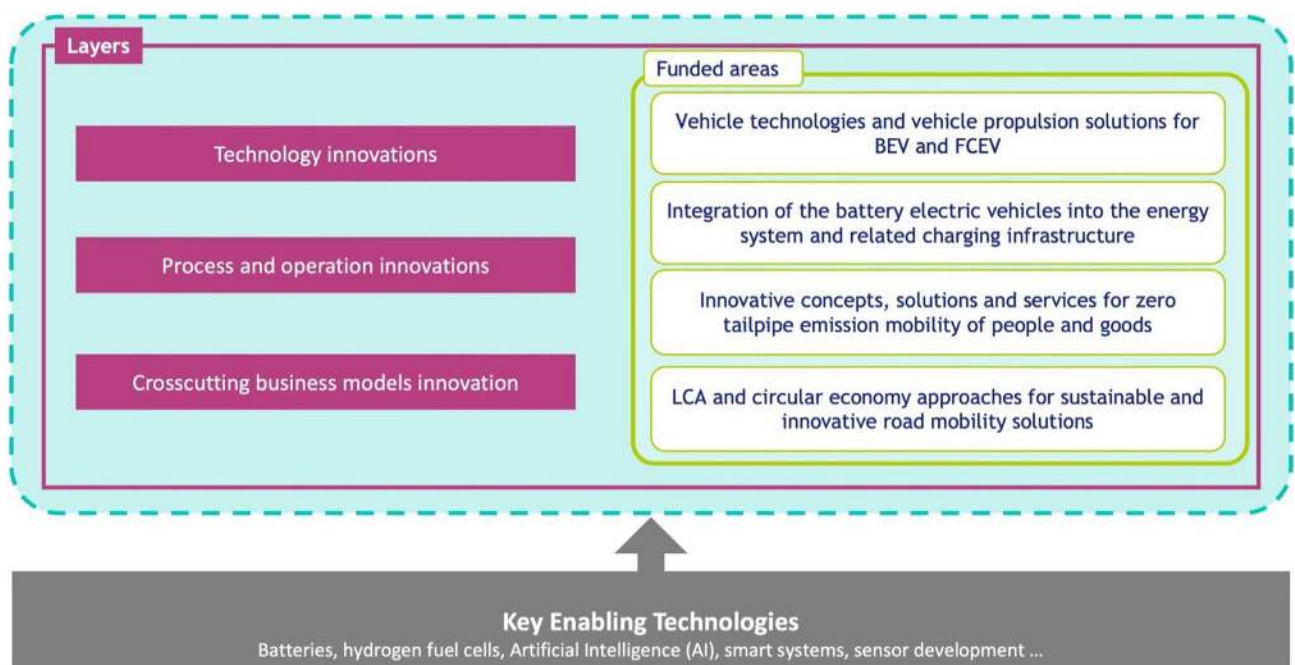 Layers
Technology innovations
Process and operation innovations
Crosscutting business models innovation
Funded areas
Vehicle technologies and vehicle propulsion solutions for
BEV and FCEV
Integration of the battery electric vehicles into the energy
system and related charging infrastructure
Innovative concepts, solutions and services for zero
tailpipe emission mobility of people and goods
LCA and circular economy approaches for sustainable and
innovative road mobility solutions
Key Enabling Technologies
Batteries, hydrogen fuel cells, Artificial Intelligence (AI), smart systems, sensor development ...